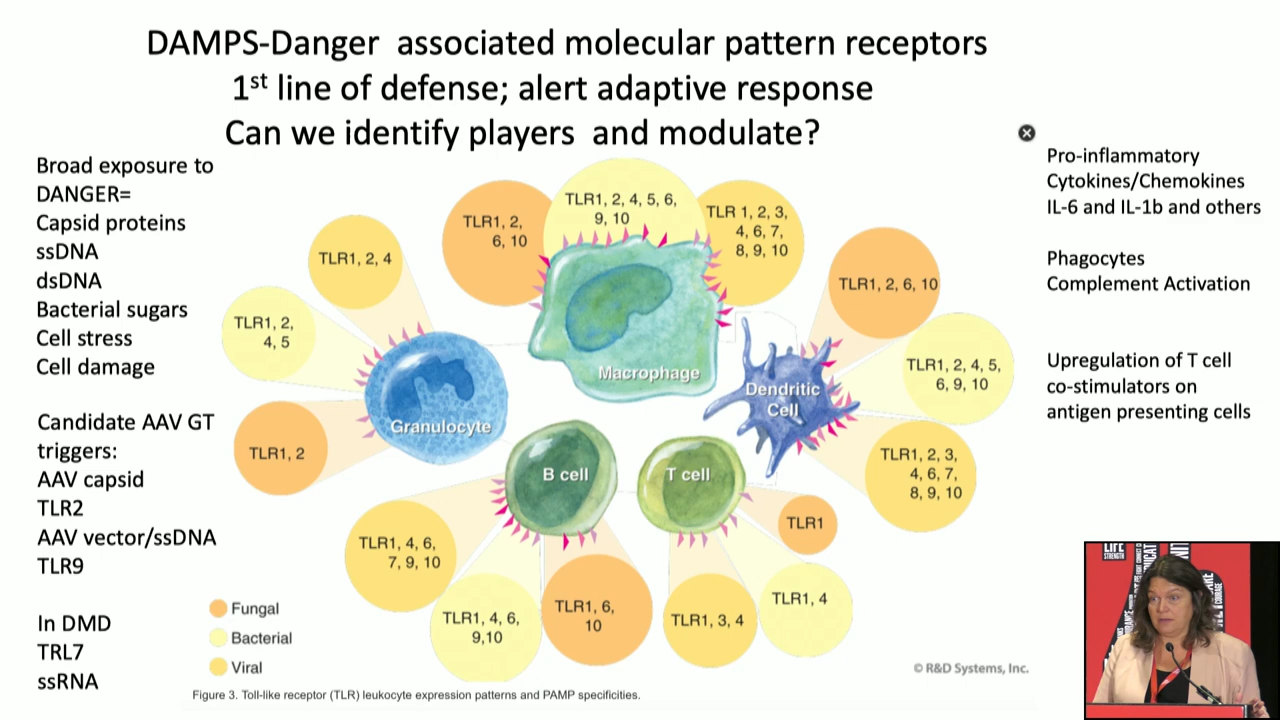 DAMPS-Danger associated molecular pattern receptors
1st line of defense; alert adaptive response
Can we identify players and modulate?
Broad exposure to
DANGER=
Capsid proteins
ssDNA
dsDNA
Bacterial sugars
Cell stress
Cell damage
Candidate AAV GT
triggers:
AAV capsid
TLR2
AAV vector/ssDNA
TLR9
In DMD
TRL7
ssRNA
TLR1, 2, 4
TLR1, 2,
4, 5
TLR1, 2
Granulocyte
TLR1, 2,
6, 10
TLR1, 2, 4, 5, 6,
9, 10
TLR 1, 2, 3,
4, 6, 7,
8, 9, 10
Macrophage
TLR1, 2, 6, 10
TLR1, 2, 4, 5,
6, 9, 10
TLR1, 2, 3,
4, 6, 7,
8, 9, 10
Dendritic
Cell
B cell
TLR1, 4, 6,
7, 9, 10
TLR1, 4, 6,
9,10
TLR1, 6,
10
T cell
TLR1
TLR1, 4
TLR1, 3, 4
Fungal
Bacterial
Viral
© R&D Systems, Inc.
Figure 3. Toll-like receptor (TLR) leukocyte expression patterns and PAMP specificities.
Pro-inflammatory
Cytokines/Chemokines
IL-6 and IL-1b and others
Phagocytes
Complement Activation
Upregulation of T cell
co-stimulators on
antigen presenting cells
LIFE
STRENGTH